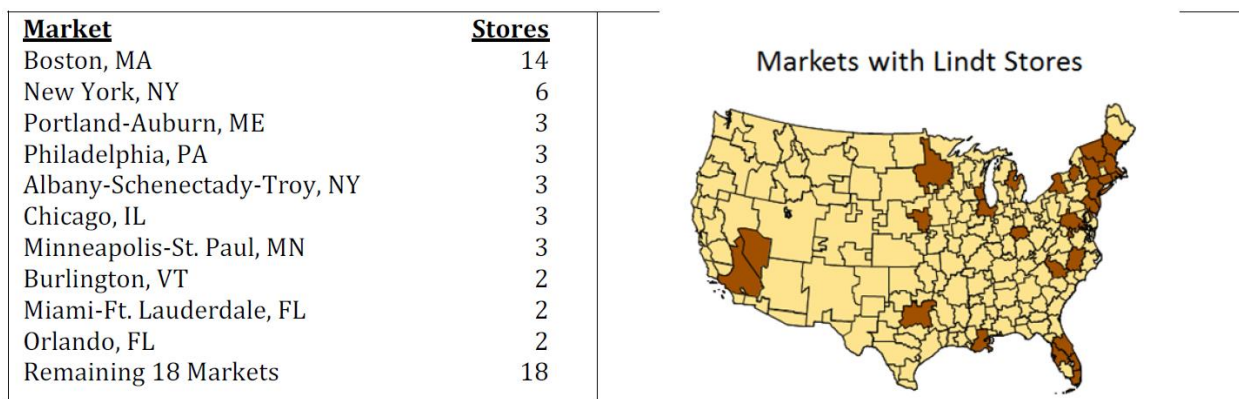 Market Stores
Boston, MA 14
New York, NY 6
Portland-Auburn, ME 3
Philadelphia, PA 3
Albany-Schenectady-Troy, NY 3
Chicago, IL 3
Minneapolis-St. Paul, MN 3
Burlington, VT 2
Miami-Ft. Lauderdale, FL 2
Orlando, FL 2
Remaining 18 Markets 18
Markets with Lindt Stores